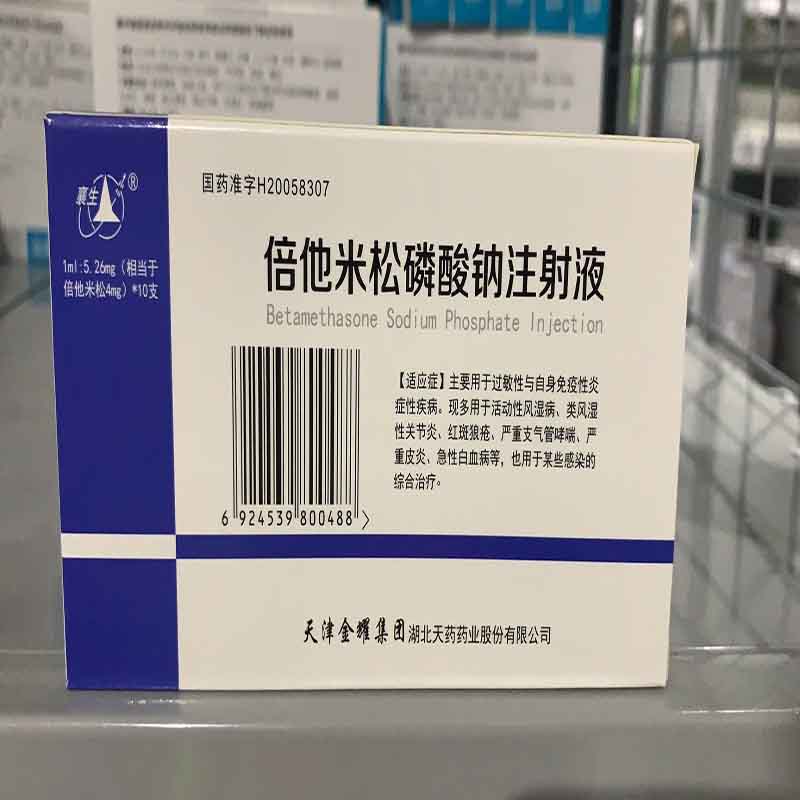 国药准字H20058307
襄生®
1ml:5.26mg（相当于
倍他米松4mg）*10支
倍他米松磷酸钠注射液
Betamethasone Sodium Phosphate Injection
【适应症】主要用于过敏性与自身免疫性炎
症性疾病。现多用于活动性风湿病、类风湿
性关节炎、红斑狼疮、严重支气管哮喘、严
重皮炎、急性白血病等，也用于某些感染的
综合治疗。
6 924539 800488 >
天津金耀集团 湖北天药药业股份有限公司